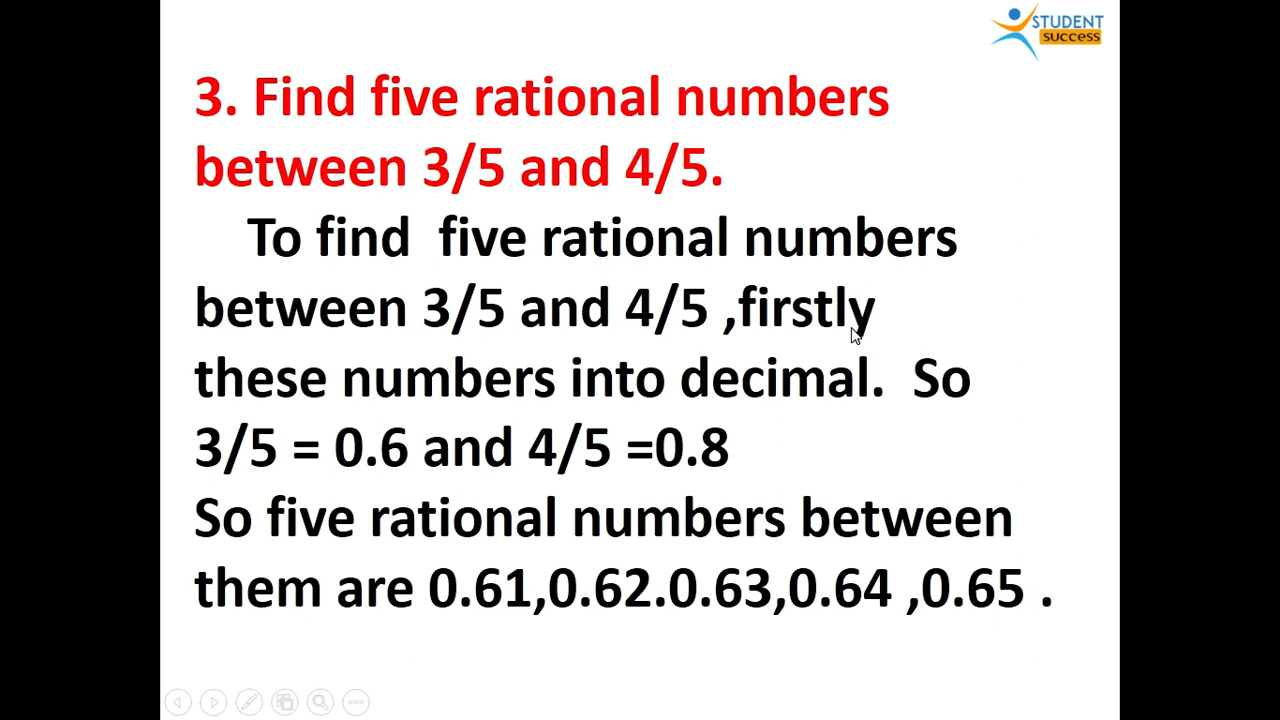 STUDENT
success
3. Find five rational numbers
between 3/5 and 4/5.
To find  five rational numbers
between 3/5 and 4/5 ,firstly
these numbers into decimal.  So
3/5 = 0.6 and 4/5 =0.8
So five rational numbers between
them are 0.61,0.62.0.63,0.64 ,0.65 .